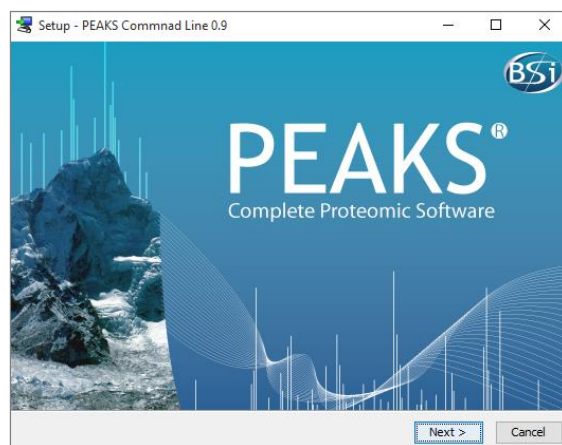 Setup - PEAKS Commnad Line 0.9
BSi
PEAKS®
Complete Proteomic Software
Next >
Cancel